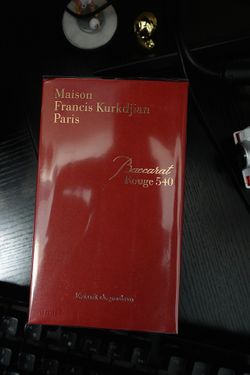 Maison
Francis Kurkdjian
Paris
Baccarat
Rouge 540